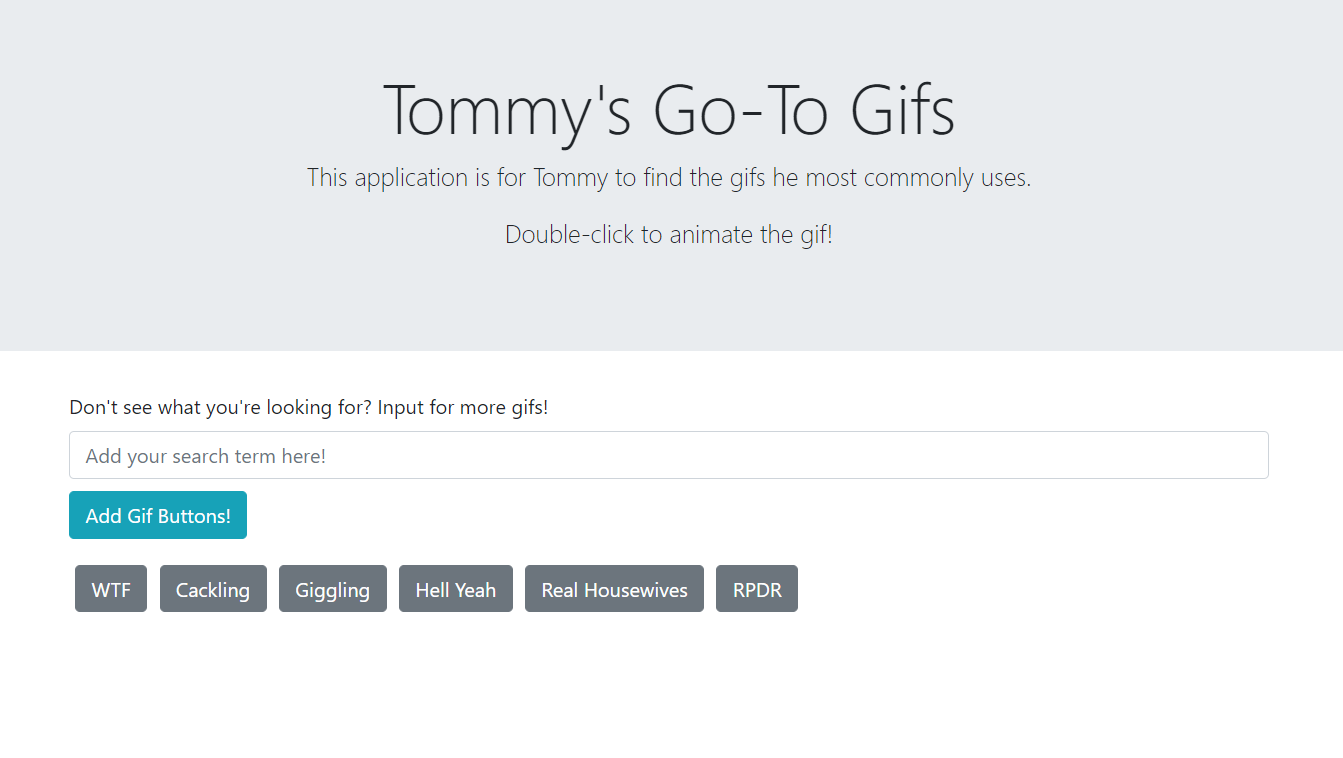 Tommy's Go-To Gifs
This application is for Tommy to find the gifs he most commonly uses.
Double-click to animate the gif!
Don't see what you're looking for? Input for more gifs!
Add your search term here!
Add Gif Buttons!
WTF Cackling Giggling Hell Yeah Real Housewives RPDR